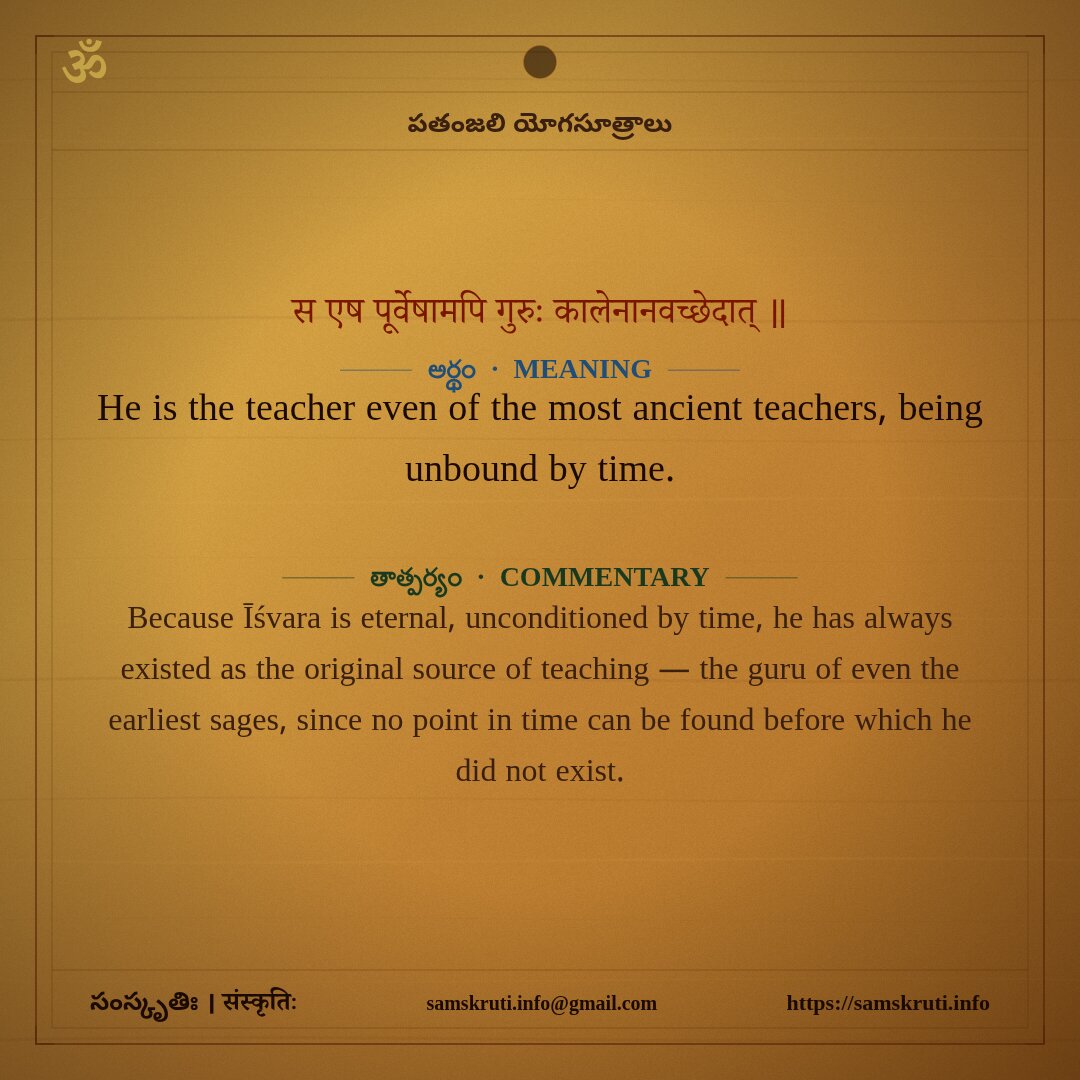 ॐ
పతంజలి యోగసూత్రాలు
स एष पूर्वेषामपि गुरुः कालेनानवच्छेदात् ॥
అర్థం · MEANING
He is the teacher even of the most ancient teachers, being
unbound by time.
తాత్పర్యం · COMMENTARY
Because Īśvara is eternal, unconditioned by time, he has always
existed as the original source of teaching — the guru of even the
earliest sages, since no point in time can be found before which he
did not exist.
సంస్కృతిః | संस्कृतिः samskruti.info@gmail.com https://samskruti.info